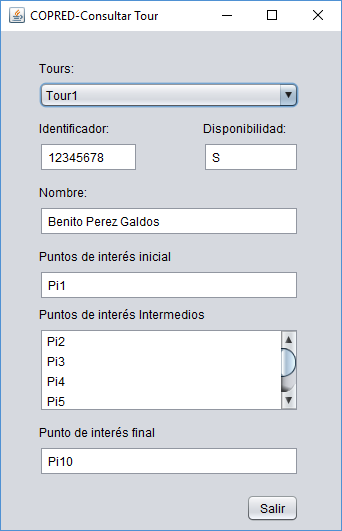 COPRED-Consultar Tour
Tours:
Tour1
Identificador: Disponibilidad:
12345678 S
Nombre:
Benito Perez Galdos
Puntos de interés inicial
Pi1
Puntos de interés Intermedios
Pi2
Pi3
Pi4
Pi5
Punto de interés final
Pi10
Salir